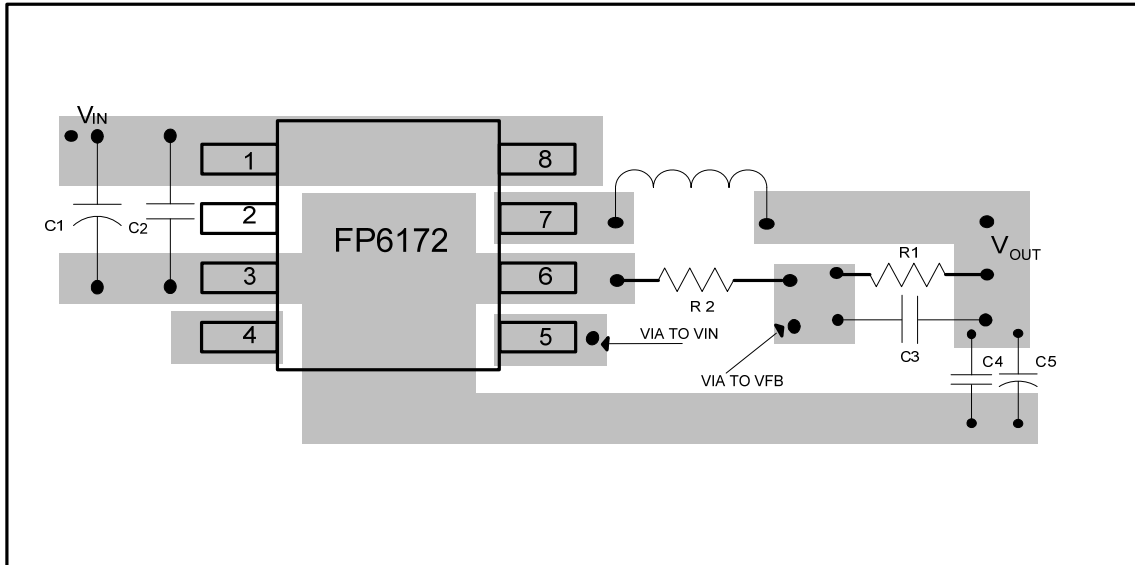 VIN
1
8
C1
C2
2
7
FP6172
VOUT
R1
3
6
R 2
4
5
VIA TO VIN
C3
VIA TO VFB
C4
C5